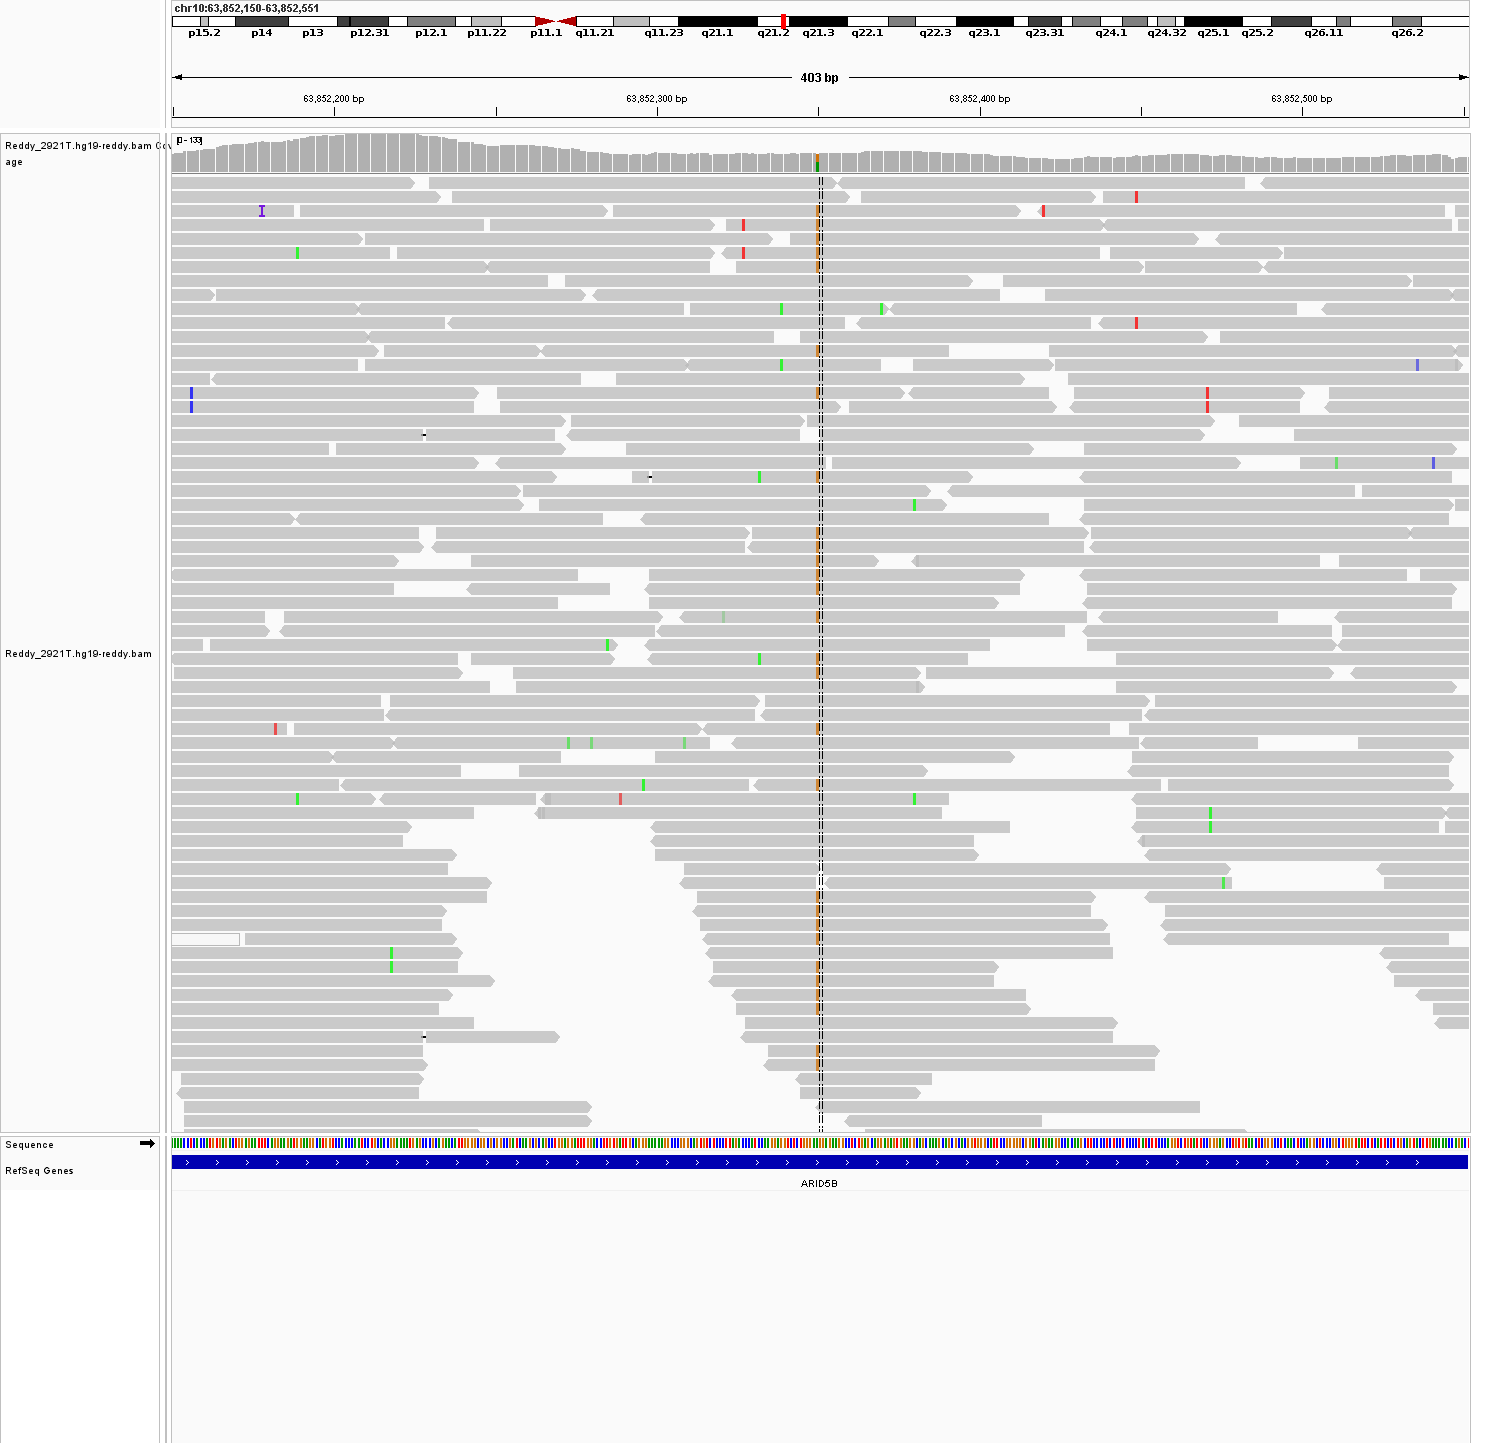 chr10:63,852,150-63,852,551
p15.2 p14 p13 p12.31 p12.1 p11.22 p11.1 q11.21 q11.23 q21.1 q21.2 q21.3 q22.1 q22.3 q23.1 q23.31 q24.1 q24.32 q25.1 q25.2 q26.11 q26.2
403 bp
63,852,200 bp 63,852,300 bp 63,852,400 bp 63,852,500 bp
[0 - 133]
Reddy_2921T.hg19-reddy.bam Cov
age
Reddy_2921T.hg19-reddy.bam
Sequence
RefSeq Genes
ARID5B